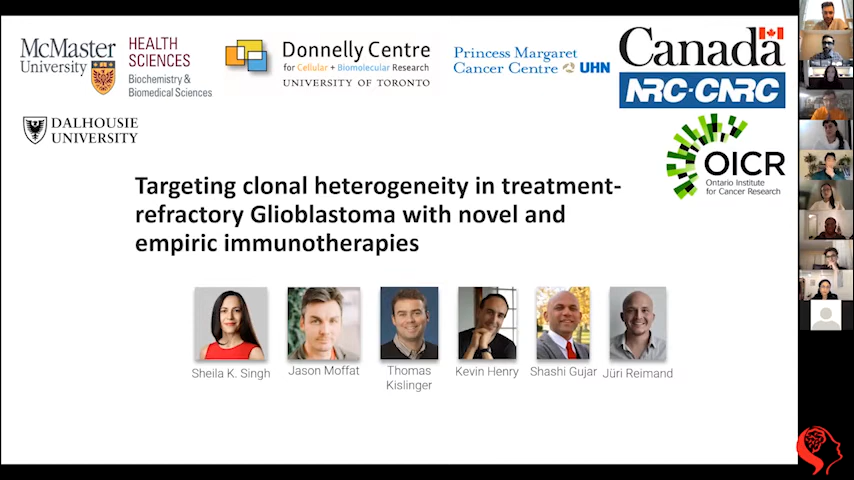 McMaster
University
HEALTH
SCIENCES
Biochemistry &
Biomedical Sciences
Donnelly Centre
for Cellular + Biomolecular Research
UNIVERSITY OF TORONTO
Princess Margaret
Cancer Centre UHN
Canada
NRC-CNRC
DALHOUSIE
UNIVERSITY
OICR
Ontario Institute
for Cancer Research
Targeting clonal heterogeneity in treatment-
refractory Glioblastoma with novel and
empiric immunotherapies
Sheila K. Singh
Jason Moffat
Thomas
Kislinger
Kevin Henry
Shashi Gujar
Jüri Reimand